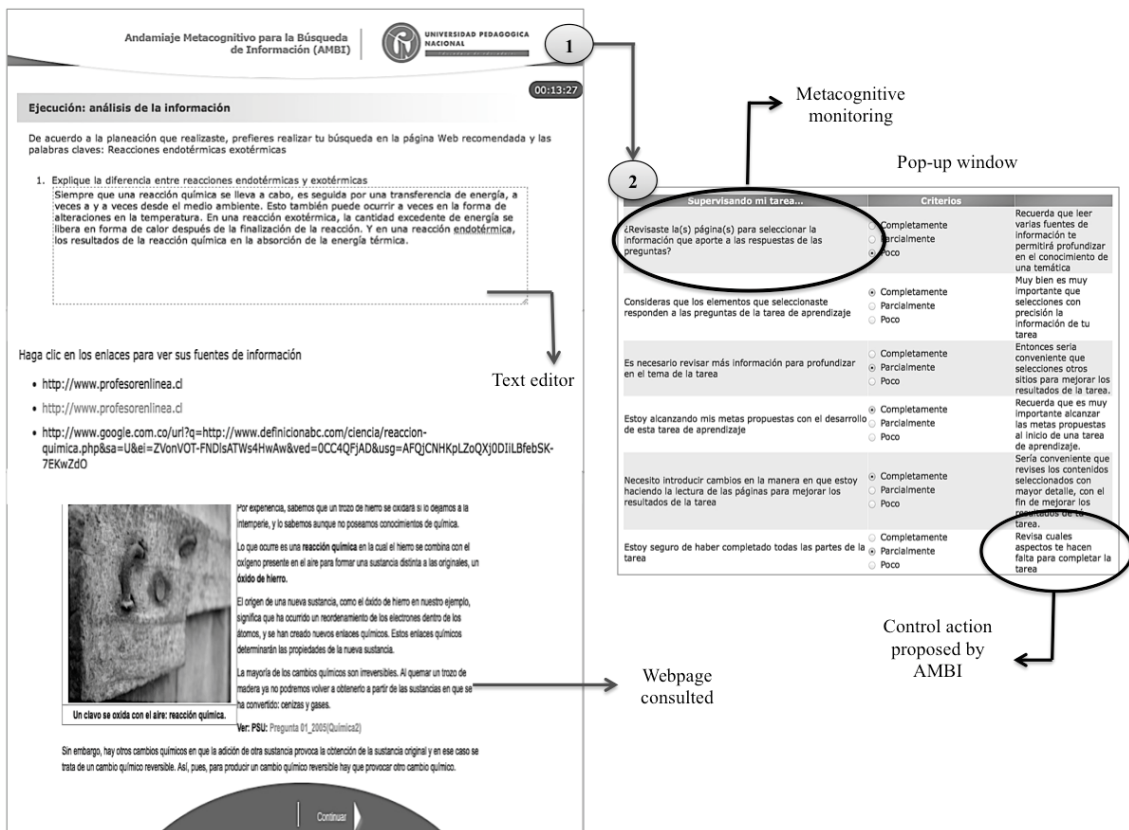 Andamiaje Metacognitivo para la Búsqueda
de Información (AMBI)
UNIVERSIDAD PEDAGOGICA
NACIONAL
1
00:13:27
Ejecución: análisis de la información
De acuerdo a la planeación que realizaste, prefieres realizar tu búsqueda en la página Web recomendada y las
palabras claves: Reacciones endotérmicas exotérmicas
1. Explique la diferencia entre reacciones endotérmicas y exotérmicas
Siempre que una reacción química se lleva a cabo, es seguida por una transferencia de energía, a
veces a y a veces desde el medio ambiente. Esto también puede ocurrir a veces en la forma de
alteraciones en la temperatura. En una reacción exotérmica, la cantidad excedente de energía se
libera en forma de calor después de la finalización de la reacción. Y en una reacción endotérmica,
los resultados de la reacción química en la absorción de la energía térmica.
Text editor
Haga clic en los enlaces para ver sus fuentes de información
• http://www.profesorenlinea.cl
• http://www.profesorenlinea.cl
• http://www.google.com.co/url?q=http://www.definicionabc.com/ciencia/reaccion-
quimica.php&sa=U&ei=ZVonVOT-FNDlsATWs4HwAw&ved=0CC4QFjAD&usg=AFQjCNHKpLZoQXj0DIiLBfebSK-
7EKwZdO
Por experiencia, sabemos que un trozo de hierro se oxidará si lo dejamos a la
intemperie, y lo sabemos aunque no poseamos conocimientos de química.
Lo que ocurre es una reacción química en la cual el hierro se combina con el
oxígeno presente en el aire para formar una sustancia distinta a las originales, un
óxido de hierro.
El origen de una nueva sustancia, como el óxido de hierro en nuestro ejemplo,
significa que ha ocurrido un reordenamiento de los electrones dentro de los
átomos, y se han creado nuevos enlaces químicos. Estos enlaces químicos
determinarán las propiedades de la nueva sustancia.
La mayoría de los cambios químicos son irreversibles. Al quemar un trozo de
madera ya no podremos volver a obtenerlo a partir de las sustancias en que se
ha convertido: cenizas y gases.
Un clavo se oxida con el aire: reacción química.
Ver: PSU: Pregunta 01_2005(Química2)
Sin embargo, hay otros cambios químicos en que la adición de otra sustancia provoca la obtención de la sustancia original y en ese caso se
trata de un cambio químico reversible. Así, pues, para producir un cambio químico reversible hay que provocar otro cambio químico.
Continuar
Webpage
consulted
Metacognitive
monitoring
Pop-up window
2
Supervisando mi tarea... Criterios
¿Revisaste la(s) página(s) para seleccionar la
información que aporte a las respuestas de las
preguntas?
Completamente
Parcialmente
Poco
Recuerda que leer
varias fuentes de
información te
permitirá profundizar
en el conocimiento de
una temática
Consideras que los elementos que seleccionaste
responden a las preguntas de la tarea de aprendizaje
Completamente
Parcialmente
Poco
Muy bien es muy
importante que
selecciones con
precisión la
información de tu
tarea
Es necesario revisar más información para profundizar
en el tema de la tarea
Completamente
Parcialmente
Poco
Entonces seria
conveniente que
selecciones otros
sitios para mejorar los
resultados de la tarea.
Estoy alcanzando mis metas propuestas con el desarrollo
de esta tarea de aprendizaje
Completamente
Parcialmente
Poco
Recuerda que es muy
importante alcanzar
las metas propuestas
al inicio de una tarea
de aprendizaje.
Necesito introducir cambios en la manera en que estoy
haciendo la lectura de las páginas para mejorar los
resultados de la tarea
Completamente
Parcialmente
Poco
Sería conveniente que
revises los contenidos
seleccionados con
mayor detalle, con el
fin de mejorar los
resultados de tú
tarea.
Estoy seguro de haber completado todas las partes de la
tarea
Completamente
Parcialmente
Poco
Revisa cuales
aspectos te hacen
falta para completar la
tarea
Control action
proposed by
AMBI